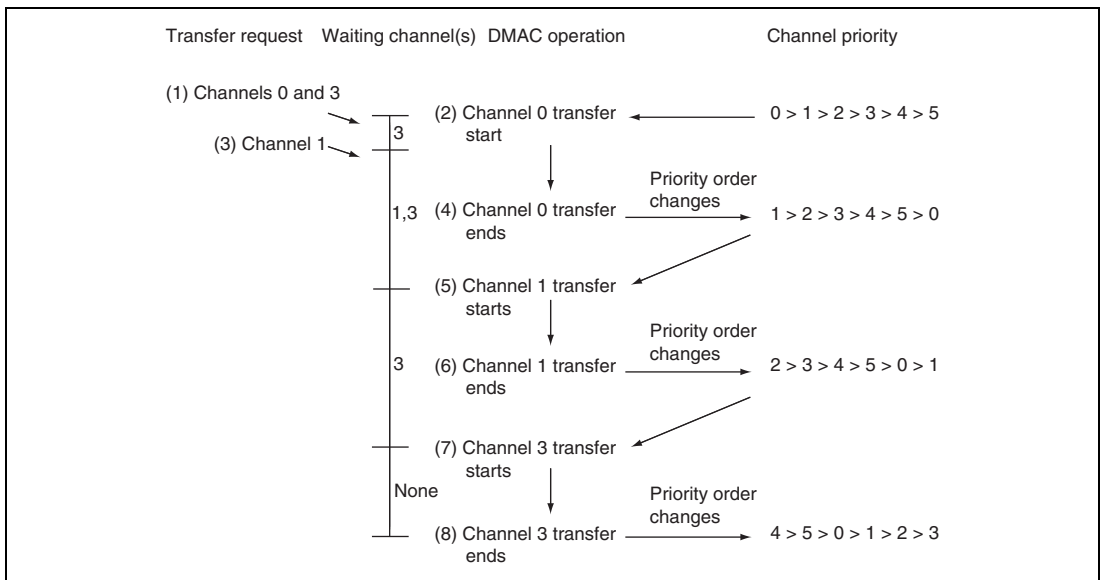 Transfer request Waiting channel(s) DMAC operation Channel priority
(1) Channels 0 and 3
(2) Channel 0 transfer start
0 > 1 > 2 > 3 > 4 > 5
3
(3) Channel 1
Priority order changes
1,3
(4) Channel 0 transfer ends
1 > 2 > 3 > 4 > 5 > 0
(5) Channel 1 transfer starts
Priority order changes
3
(6) Channel 1 transfer ends
2 > 3 > 4 > 5 > 0 > 1
(7) Channel 3 transfer starts
None
Priority order changes
(8) Channel 3 transfer ends
4 > 5 > 0 > 1 > 2 > 3